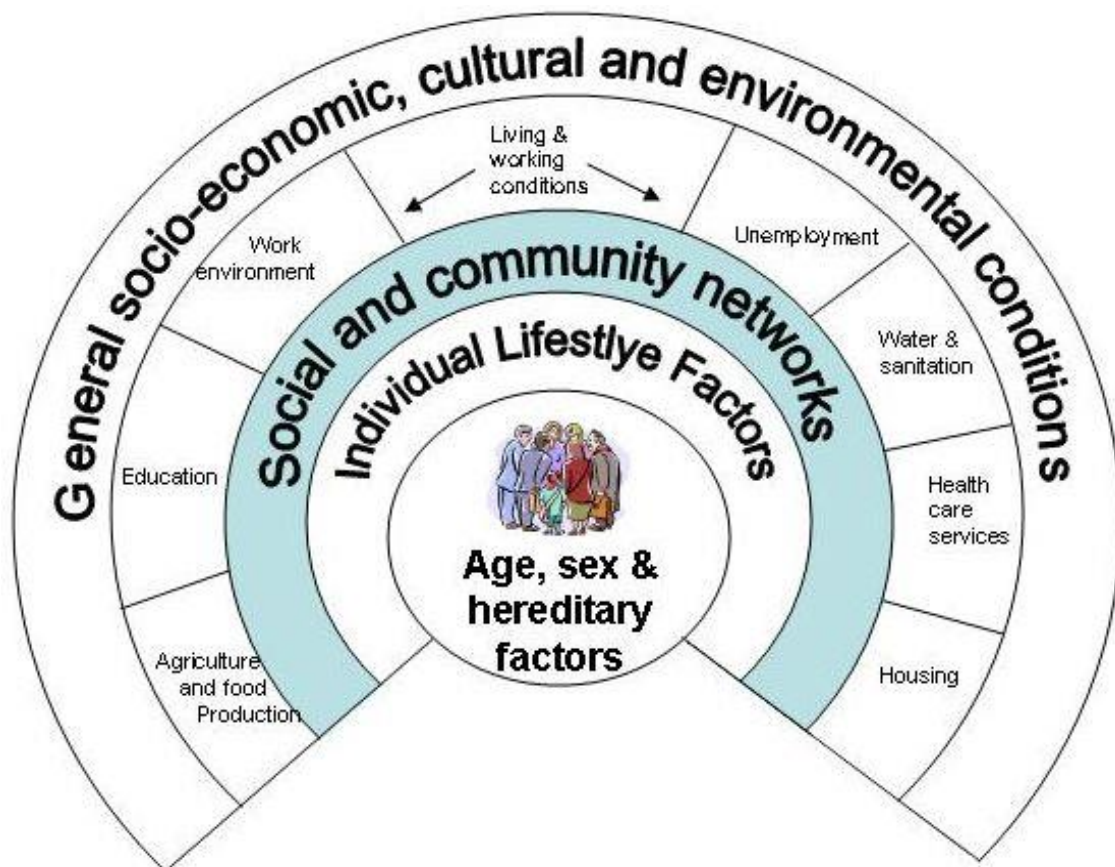 General socio-economic, cultural and environmental conditions
Living &
working
conditions
Work
environment
Unemployment
Social and community networks
Water &
sanitation
Individual Lifestlye Factors
Education
Health
care
services
Age, sex &
hereditary
factors
Agriculture
and food
Production
Housing